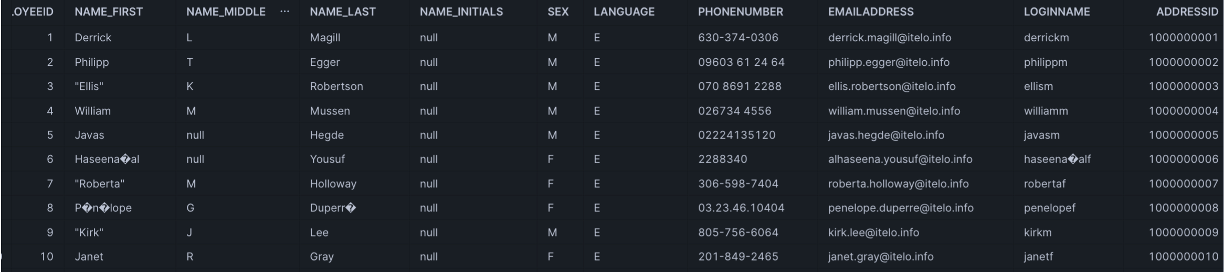 .OYEEID NAME_FIRST NAME_MIDDLE ... NAME_LAST NAME_INITIALS SEX LANGUAGE PHONENUMBER EMAILADDRESS LOGINNAME ADDRESSID
1 Derrick L Magill null M E 630-374-0306 derrick.magill@itelo.info derrickm 1000000001
2 Philipp T Egger null M E 09603 61 24 64 philipp.egger@itelo.info philippm 1000000002
3 "Ellis" K Robertson null M E 070 8691 2288 ellis.robertson@itelo.info ellism 1000000003
4 William M Mussen null M E 026734 4556 william.mussen@itelo.info williamm 1000000004
5 Javas null Hegde null M E 02224135120 javas.hegde@itelo.info javasm 1000000005
6 Haseena�al null Yousuf null F E 2288340 alhaseena.yousuf@itelo.info haseena�alf 1000000006
7 "Roberta" M Holloway null F E 306-598-7404 roberta.holloway@itelo.info robertaf 1000000007
8 P�n�lope G Duperr� null F E 03.23.46.10404 penelope.duperre@itelo.info penelopef 1000000008
9 "Kirk" J Lee null M E 805-756-6064 kirk.lee@itelo.info kirkm 1000000009
10 Janet R Gray null F E 201-849-2465 janet.gray@itelo.info janetf 1000000010